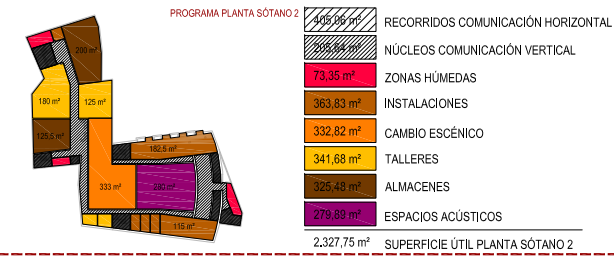 PROGRAMA PLANTA SÓTANO 2
200 m²
180 m²
125 m²
125,5 m²
182,5 m²
333 m²
280 m²
115 m²
405,06 m² RECORRIDOS COMUNICACIÓN HORIZONTAL
205,64 m² NÚCLEOS COMUNICACIÓN VERTICAL
73,35 m² ZONAS HÚMEDAS
363,83 m² INSTALACIONES
332,82 m² CAMBIO ESCÉNICO
341,68 m² TALLERES
325,48 m² ALMACENES
279,89 m² ESPACIOS ACÚSTICOS
2.327,75 m² SUPERFICIE ÚTIL PLANTA SÓTANO 2